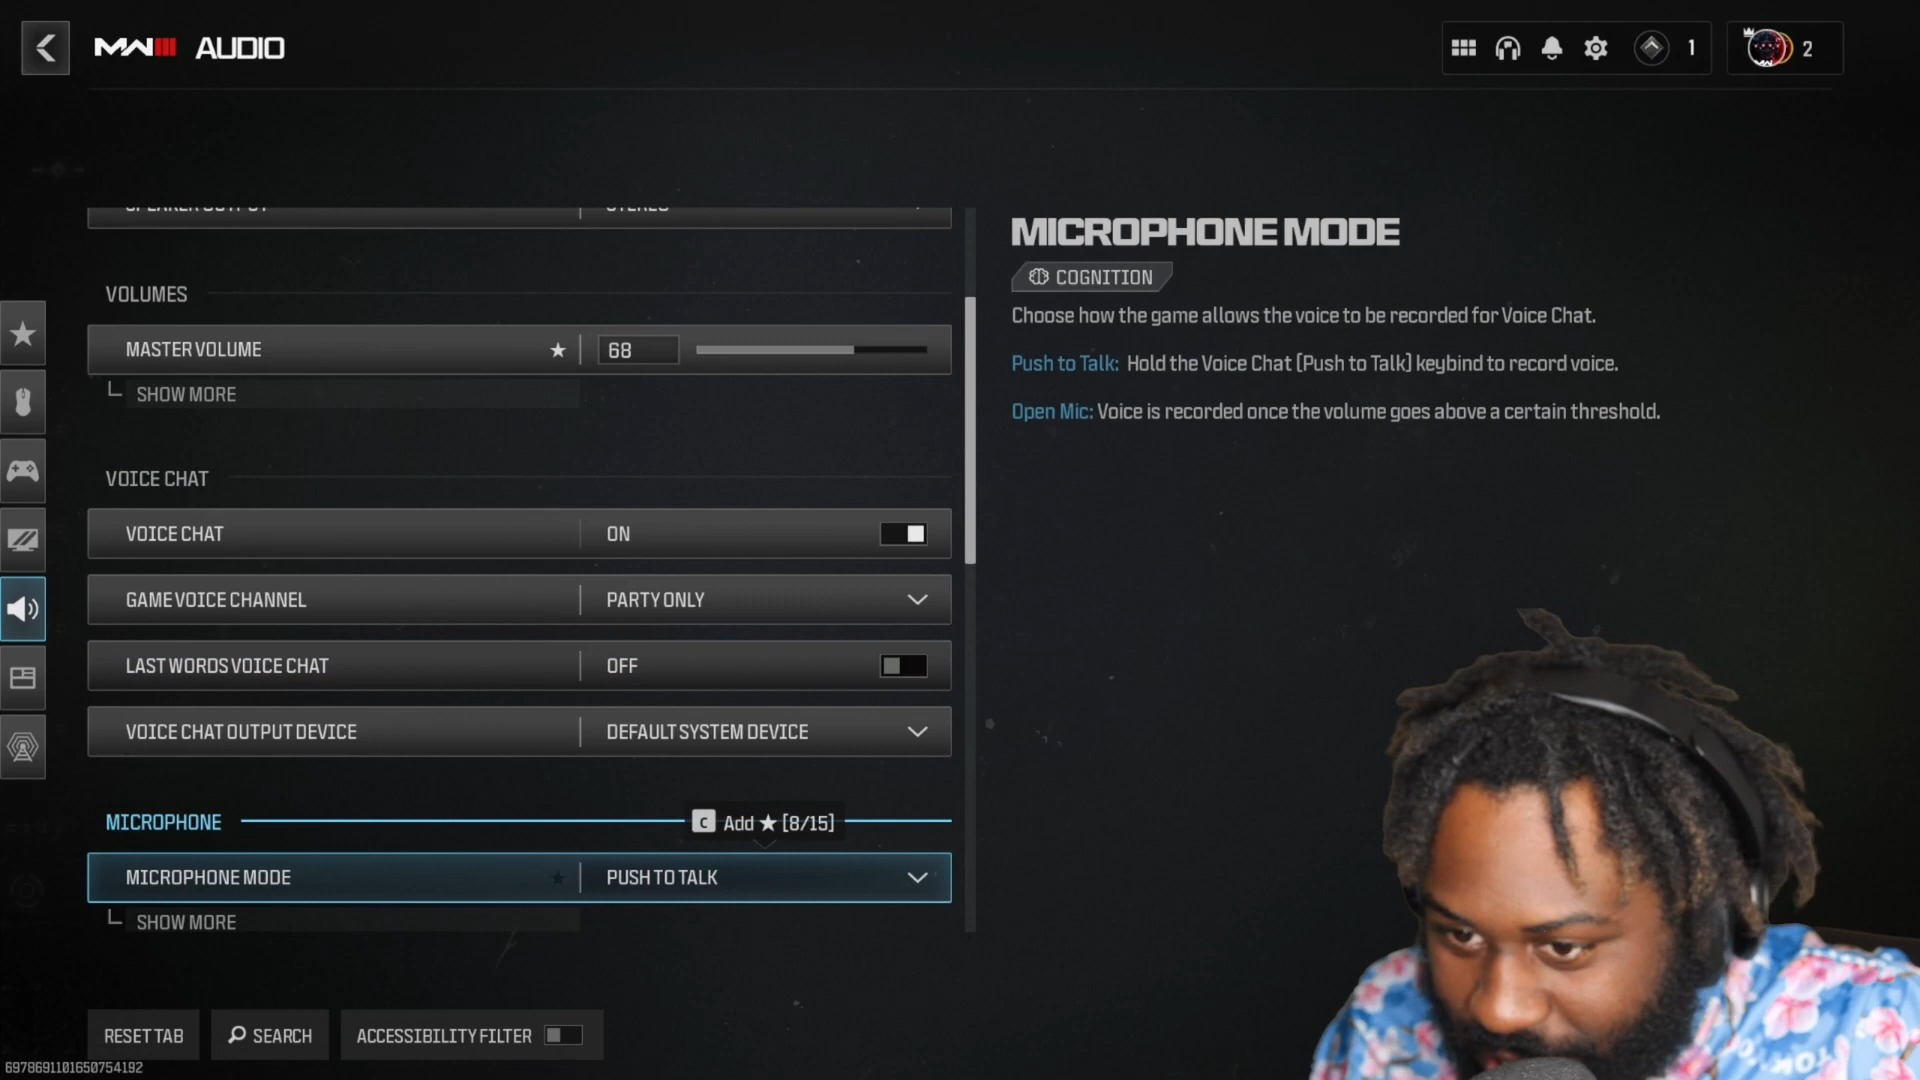 MWIII AUDIO
1
2
SPEAKER OUTPUT STEREO
VOLUMES
MASTER VOLUME ★ 68
SHOW MORE
VOICE CHAT
VOICE CHAT ON
GAME VOICE CHANNEL PARTY ONLY
LAST WORDS VOICE CHAT OFF
VOICE CHAT OUTPUT DEVICE DEFAULT SYSTEM DEVICE
MICROPHONE
C Add ★ [8/15]
MICROPHONE MODE PUSH TO TALK
SHOW MORE
RESET TAB SEARCH ACCESSIBILITY FILTER
6978691101650754192
MICROPHONE MODE
COGNITION
Choose how the game allows the voice to be recorded for Voice Chat.
Push to Talk: Hold the Voice Chat [Push to Talk] keybind to record voice.
Open Mic: Voice is recorded once the volume goes above a certain threshold.